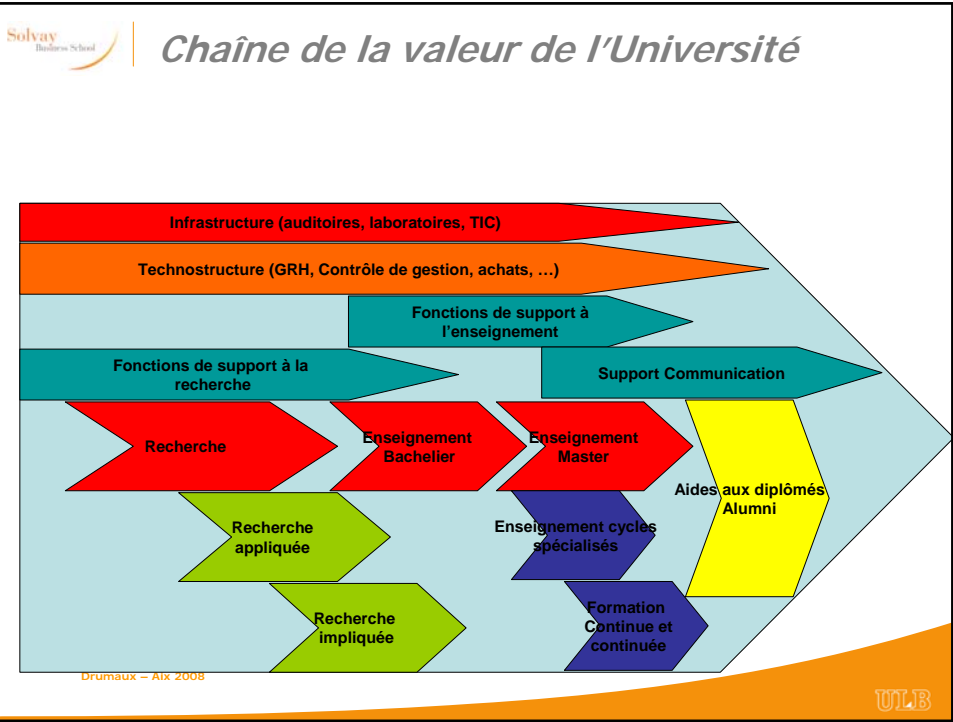 Solvay
Business School
Chaîne de la valeur de l'Université
Infrastructure (auditoires, laboratoires, TIC)
Technostructure (GRH, Contrôle de gestion, achats, …)
Fonctions de support à
l'enseignement
Fonctions de support à la
recherche
Support Communication
Recherche
Enseignement
Bachelier
Enseignement
Master
Aides aux diplômés
Alumni
Recherche
appliquée
Enseignement cycles
spécialisés
Recherche
impliquée
Formation
Continue et
continuée
Drumaux – Aix 2008
ULB